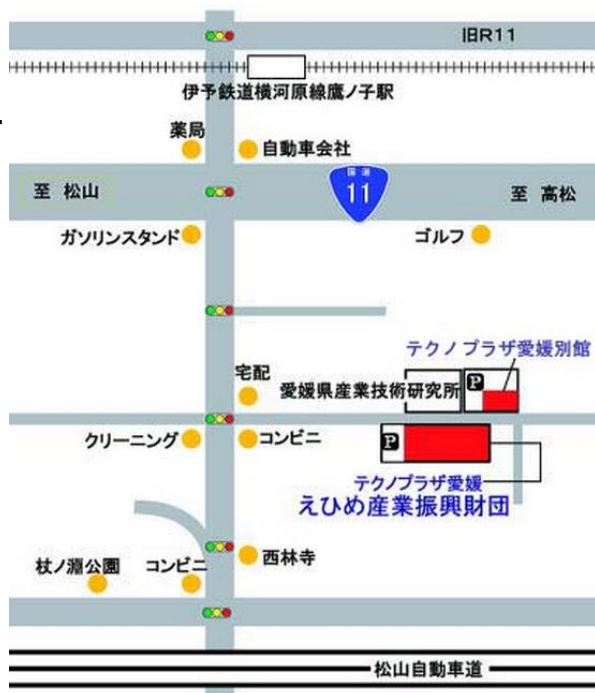 旧R11
伊予鉄道横河原線鷹ノ子駅
薬局
自動車会社
国道
11
至 松山
至 高松
ガソリンスタンド
ゴルフ
テクノプラザ愛媛別館
宅配
愛媛県産業技術研究所
P
クリーニング
コンビニ
P
テクノプラザ愛媛
えひめ産業振興財団
杖ノ淵公園
コンビニ
西林寺
松山自動車道